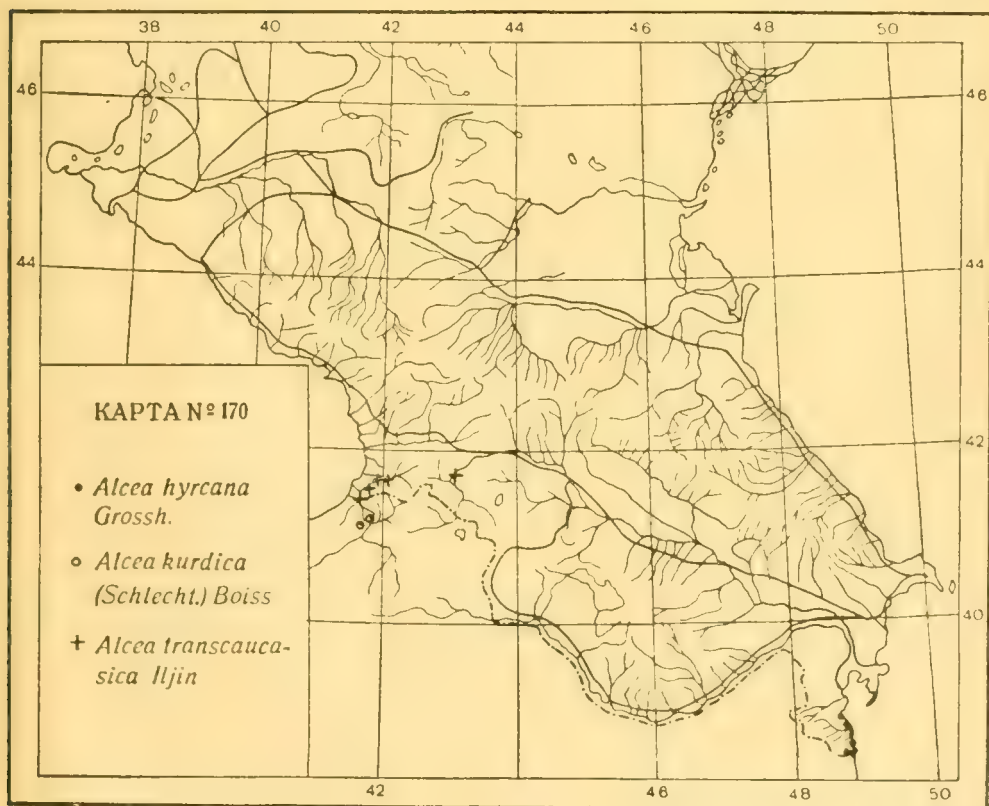 38 40 42 44 46 48 50
46 46
44 44
КАРТА № 170
42
• Alcea hyrcana
Grossh.
○ Alcea kurdica
(Schlecht.) Boiss
40
+ Alcea transcauca-
sica Iljin
42 44 46 48 50